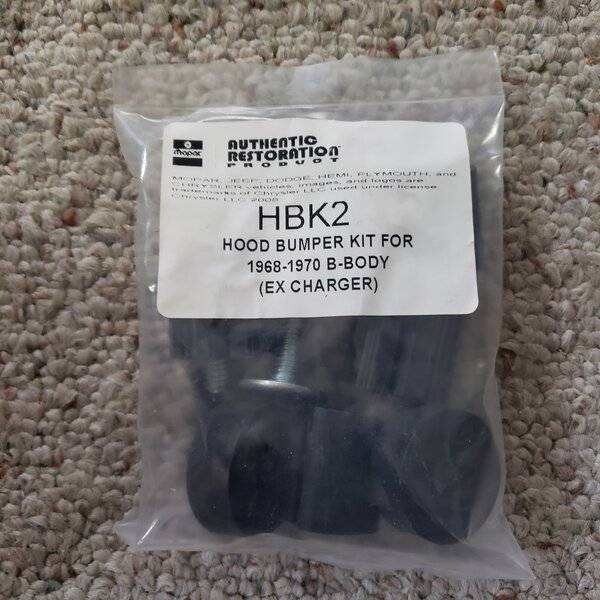 mopar
AUTHENTIC
RESTORATION
PRODUCT
MOPAR, JEEP, DODGE, HEMI, PLYMOUTH, and
CHRYSLER vehicles, images, and logos are
trademarks of Chrysler LLC used under license
Chrysler LLC 2008
HBK2
HOOD BUMPER KIT FOR
1968-1970 B-BODY
(EX CHARGER)